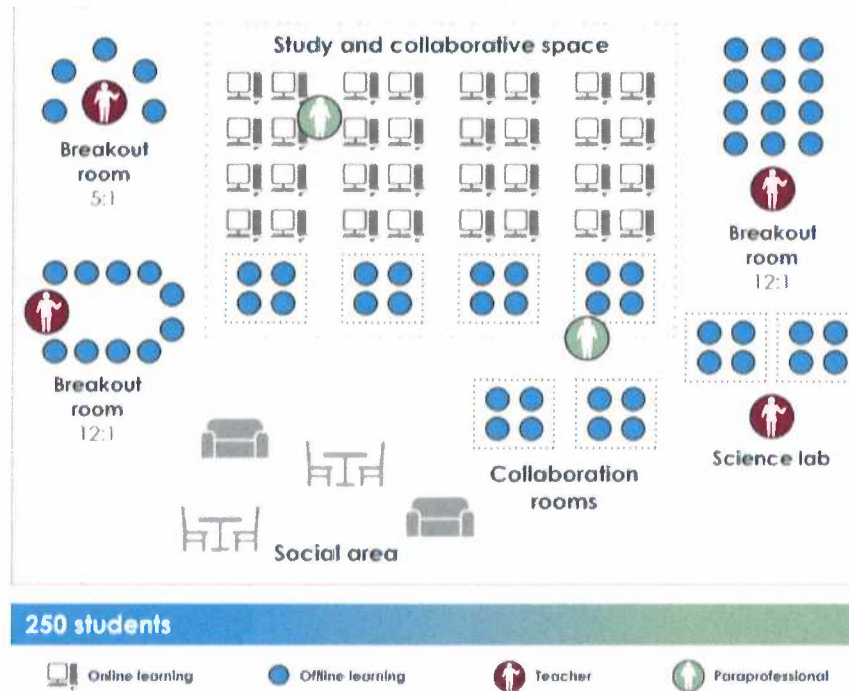 Study and collaborative space
Breakout
room
5:1
Breakout
room
12:1
Breakout
room
12:1
Science lab
Collaboration
rooms
Social area
250 students
Online learning
Offline learning
Teacher
Paraprofessional